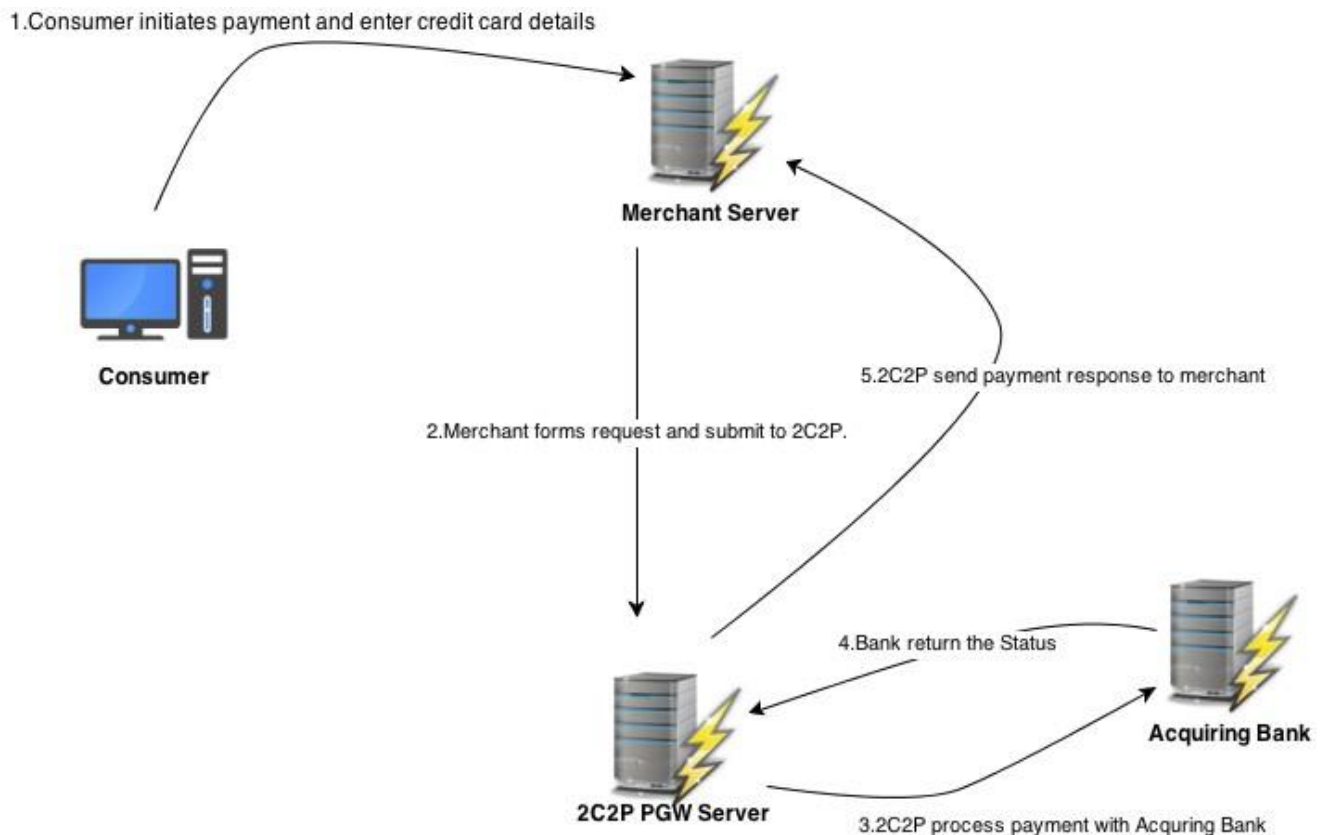 1.Consumer initiates payment and enter credit card details
Merchant Server
Consumer
5.2C2P send payment response to merchant
2.Merchant forms request and submit to 2C2P.
4.Bank return the Status
Acquiring Bank
2C2P PGW Server
3.2C2P process payment with Acquring Bank